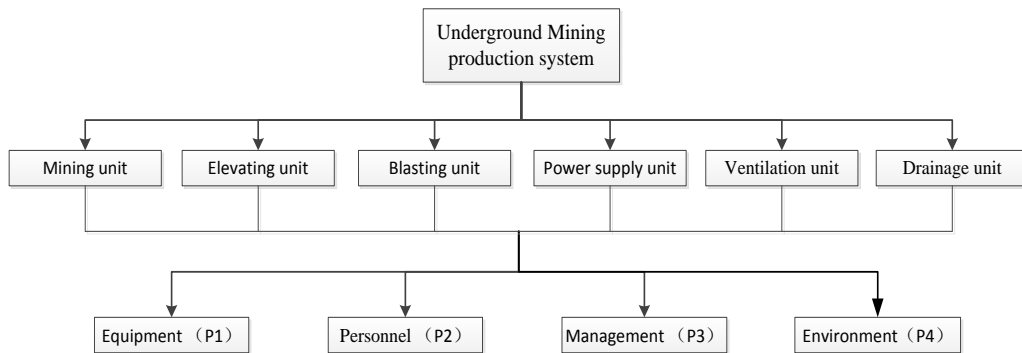 Underground Mining
production system
Mining unit
Elevating unit
Blasting unit
Power supply unit
Ventilation unit
Drainage unit
Equipment（P1）
Personnel（P2）
Management（P3）
Environment（P4）